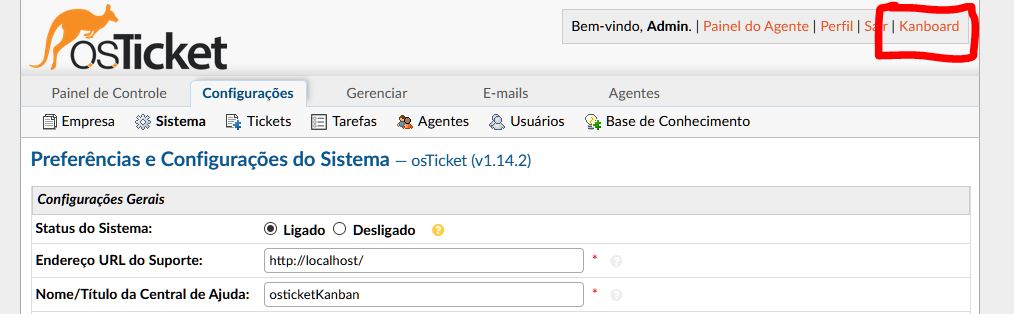 osTicket
Bem-vindo, Admin. | Painel do Agente | Perfil | Sair | Kanboard
Painel de Controle Configurações Gerenciar E-mails Agentes
Empresa Sistema Tickets Tarefas Agentes Usuários Base de Conhecimento
Preferências e Configurações do Sistema — osTicket (v1.14.2)
Configurações Gerais
Status do Sistema: Ligado Desligado ?
Endereço URL do Suporte: http://localhost/ * ?
Nome/Título da Central de Ajuda: osticketKanban * ?